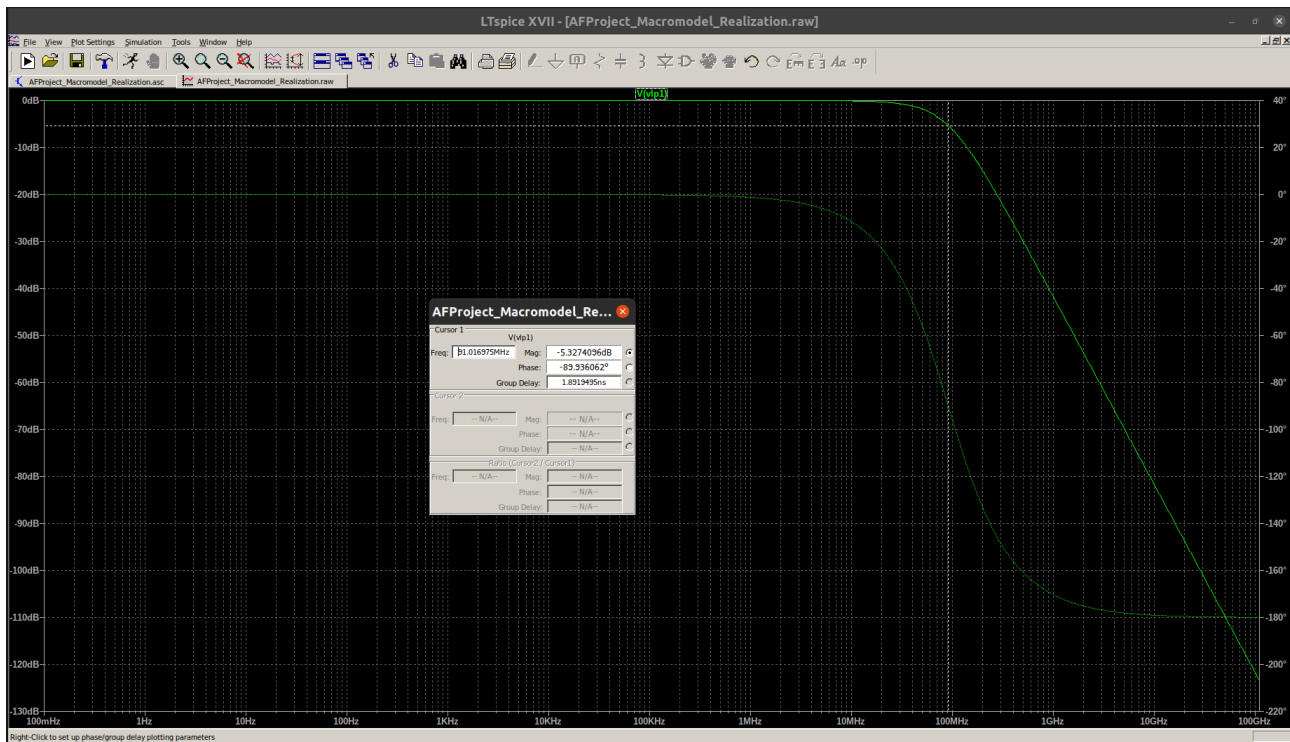 LTspice XVII - [AFProject_Macromodel_Realization.raw]
File View Plot Settings Simulation Tools Window Help
AFProject_Macromodel_Realization.asc AFProject_Macromodel_Realization.raw
V(vlp1)
0dB 40°
-10dB 20°
-20dB 0°
-30dB -20°
-40dB -40°
-50dB -60°
-60dB -80°
-70dB -100°
-80dB -120°
-90dB -140°
-100dB -160°
-110dB -180°
-120dB -200°
-130dB -220°
100mHz 1Hz 10Hz 100Hz 1KHz 10KHz 100KHz 1MHz 10MHz 100MHz 1GHz 10GHz 100GHz
AFProject_Macromodel_Re...
Cursor 1
V(vlp1)
Freq: 91.016975MHz Mag: -5.3274096dB
Phase: -89.936062°
Group Delay: 1.8919495ns
Cursor 2
Freq: -- N/A-- Mag: -- N/A--
Phase: -- N/A--
Group Delay: -- N/A--
Ratio (Cursor2 / Cursor1)
Freq: -- N/A-- Mag: -- N/A--
Phase: -- N/A--
Group Delay: -- N/A--
Right-Click to set up phase/group delay plotting parameters